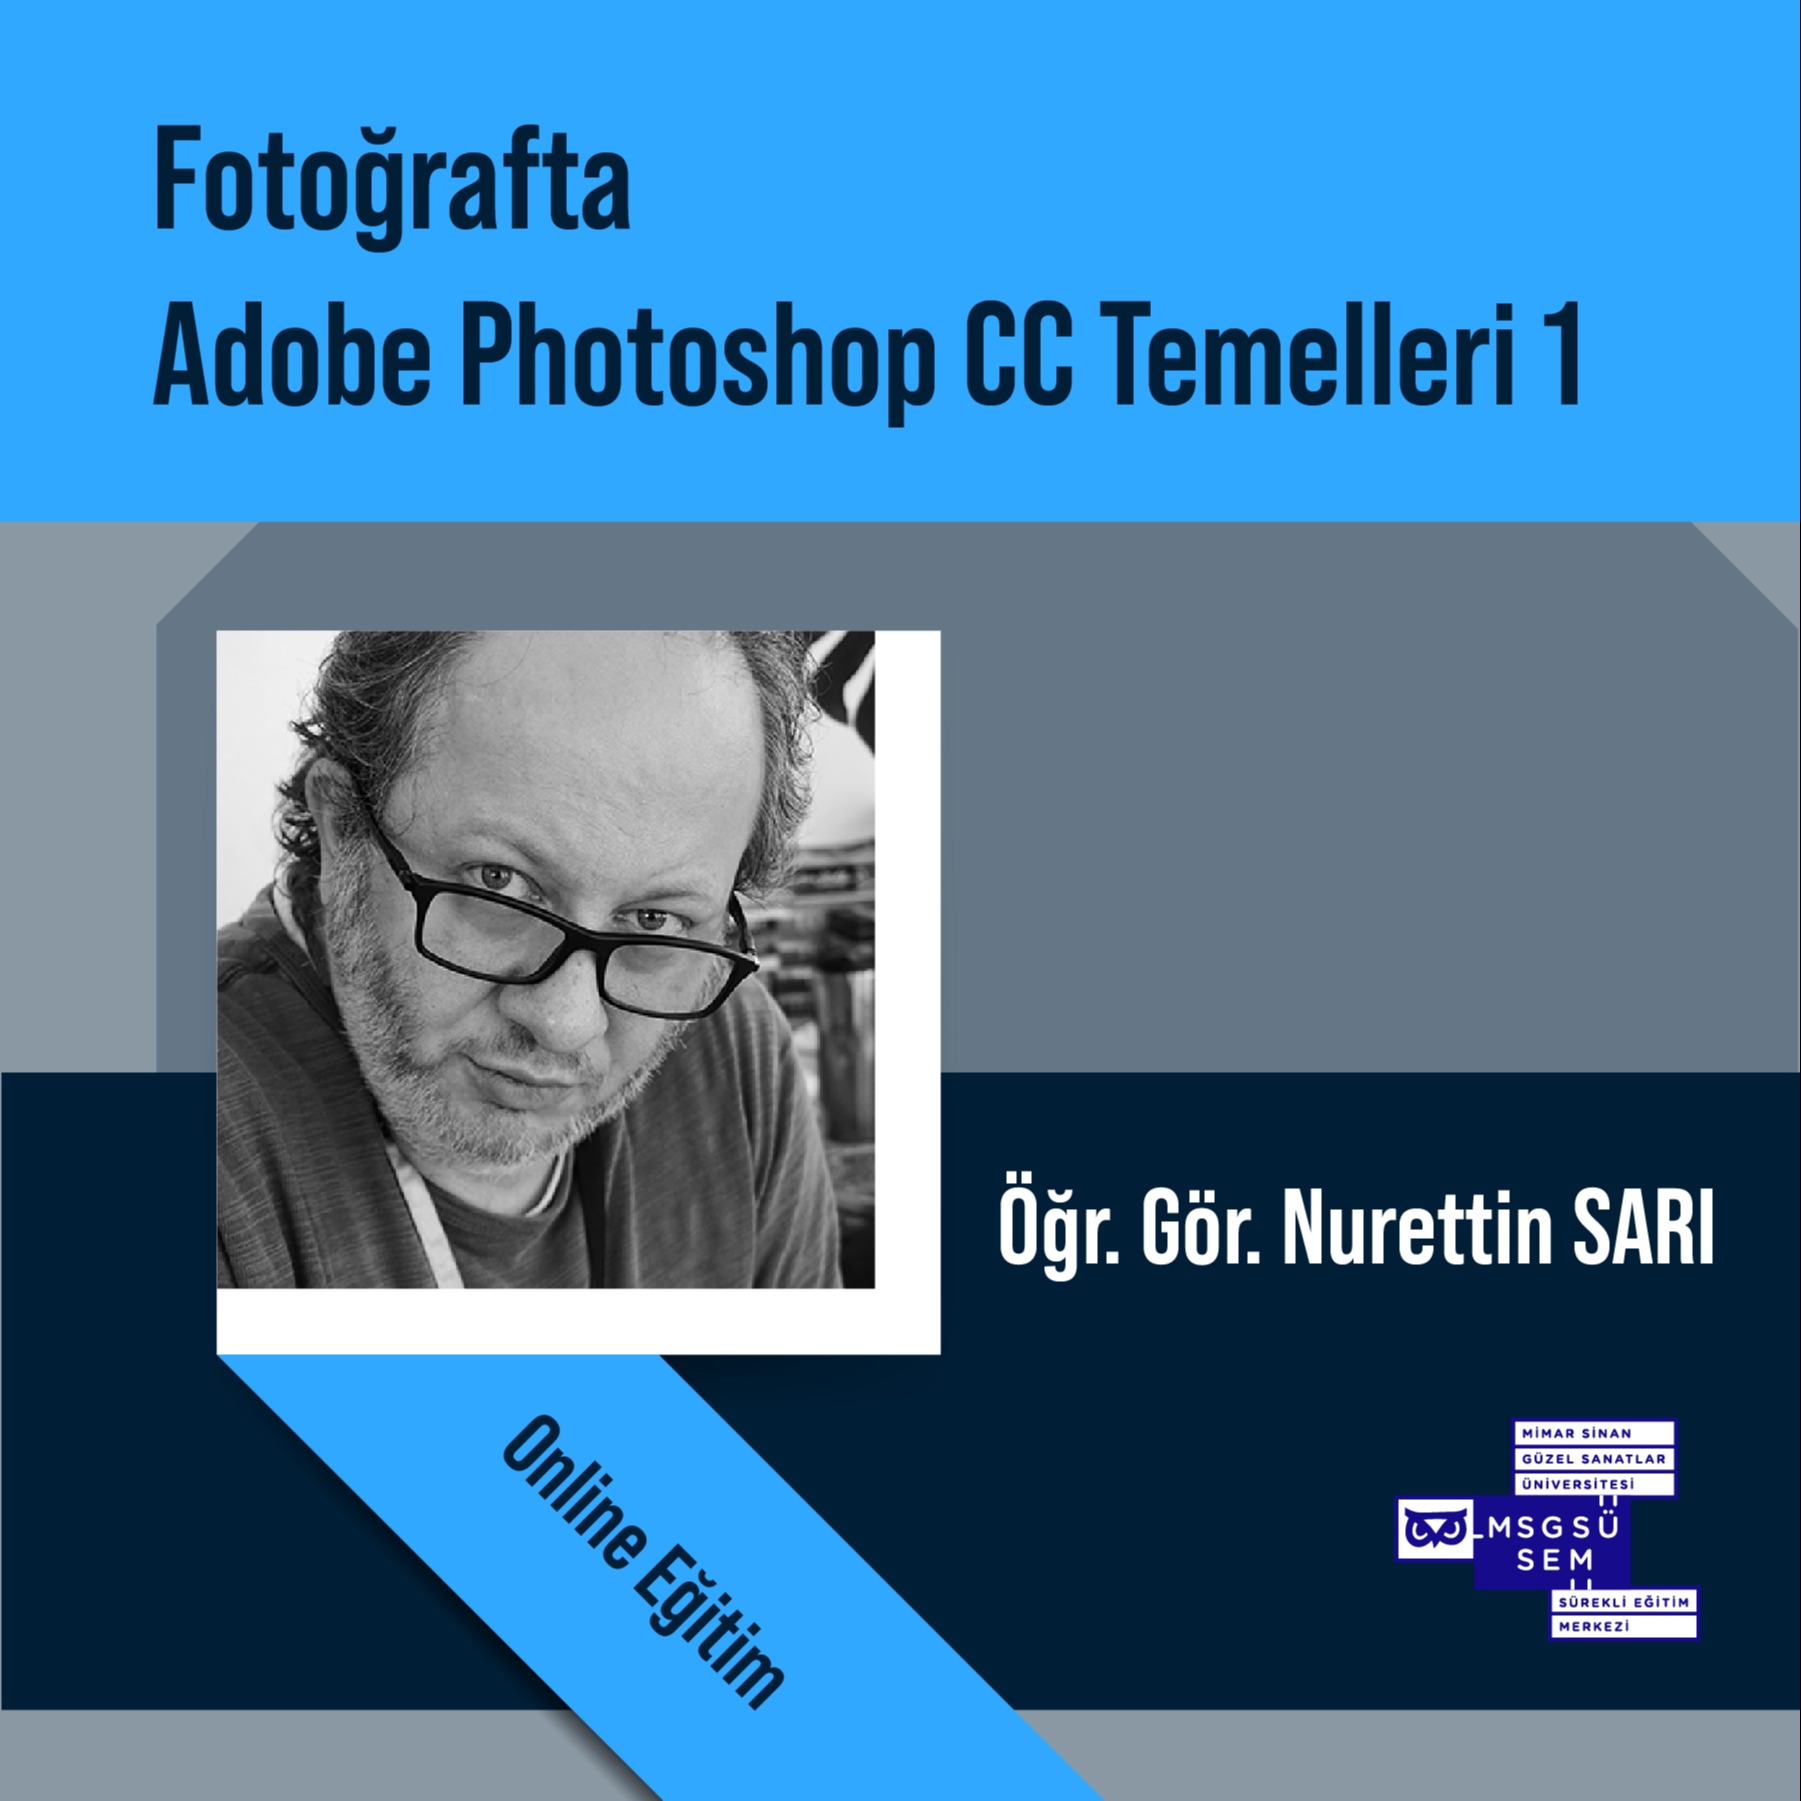 Fotoğrafta
Adobe Photoshop CC Temelleri 1
Öğr. Gör. Nurettin SARI
Online Eğitim
MİMAR SİNAN
GÜZEL SANATLAR
ÜNİVERSİTESİ
MSGSÜ
SEM
SÜREKLİ EĞİTİM
MERKEZİ